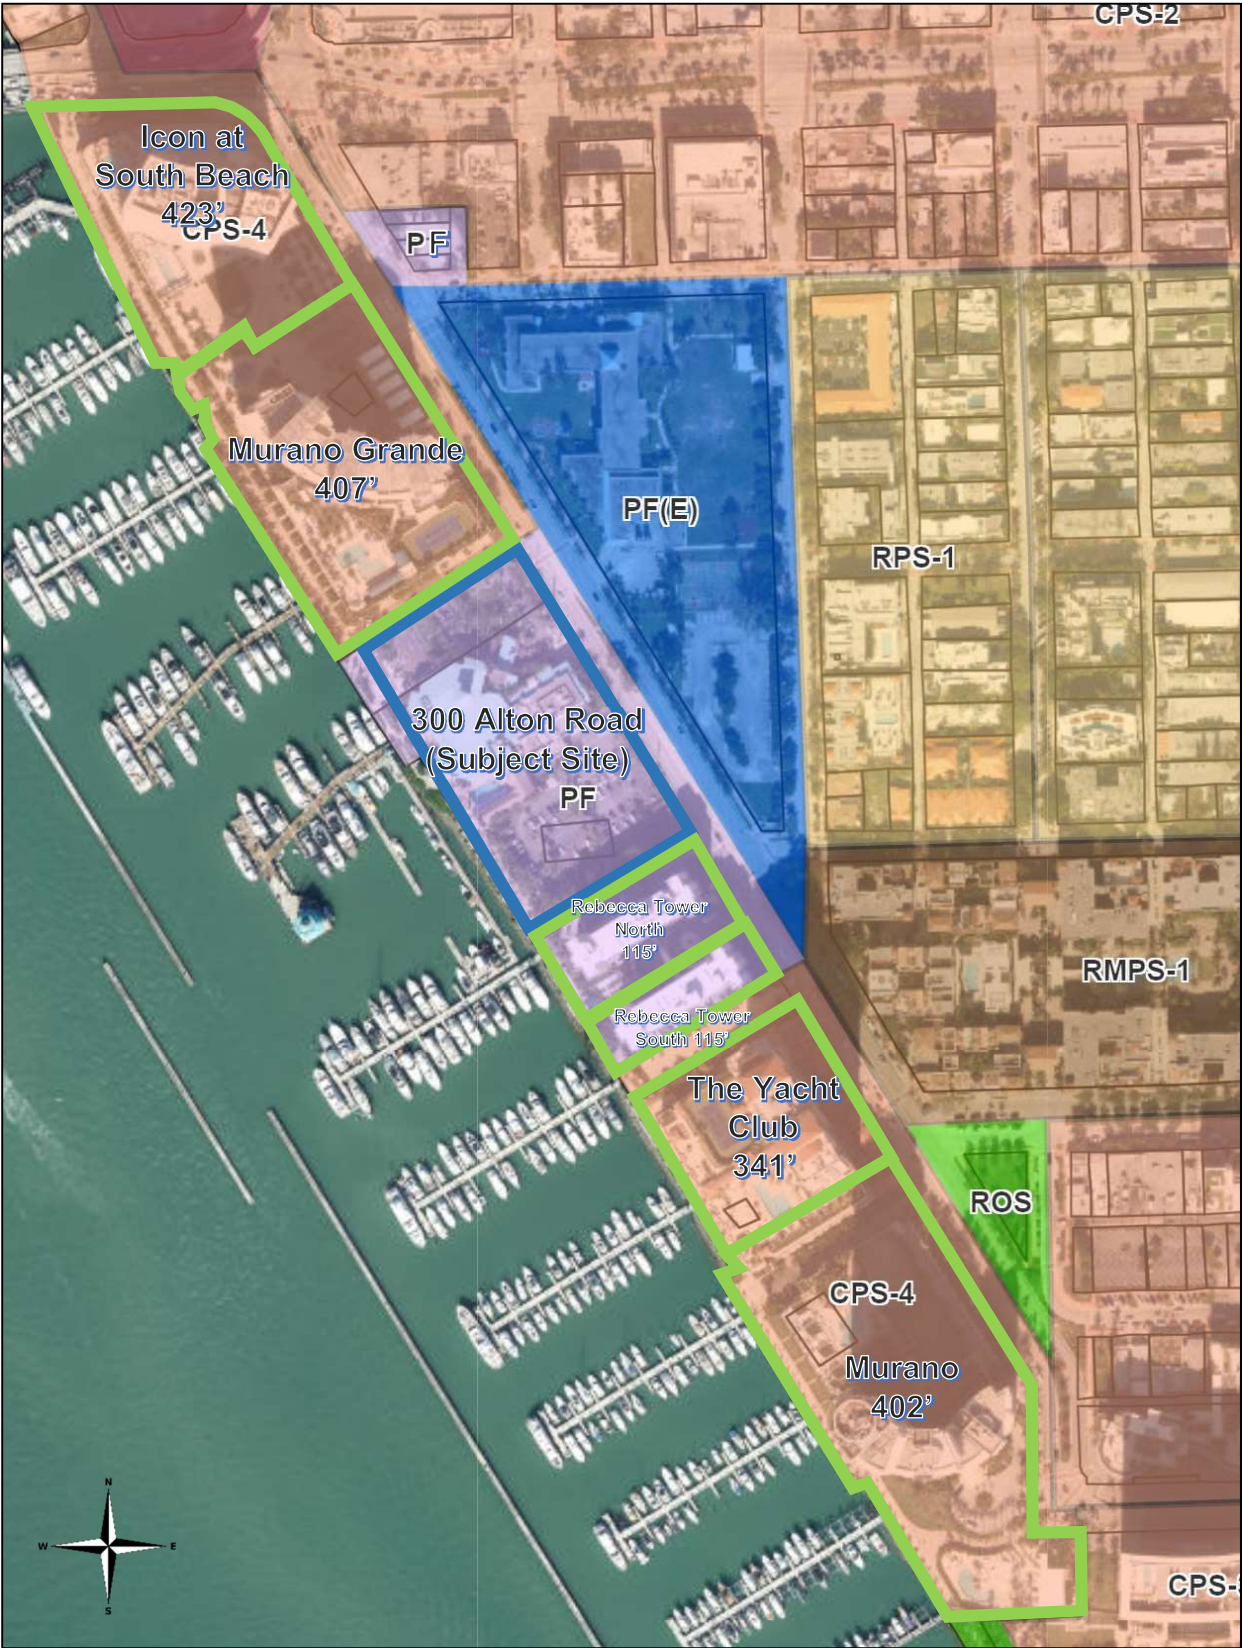 CPS-2
Icon at
South Beach
423'
CPS-4
PF
Murano Grande
407'
PF(E)
RPS-1
300 Alton Road
(Subject Site)
PF
Rebecca Tower
North
115'
RMPS-1
Rebecca Tower
South 115'
The Yacht
Club
341'
ROS
CPS-4
Murano
402'
N
W
E
S